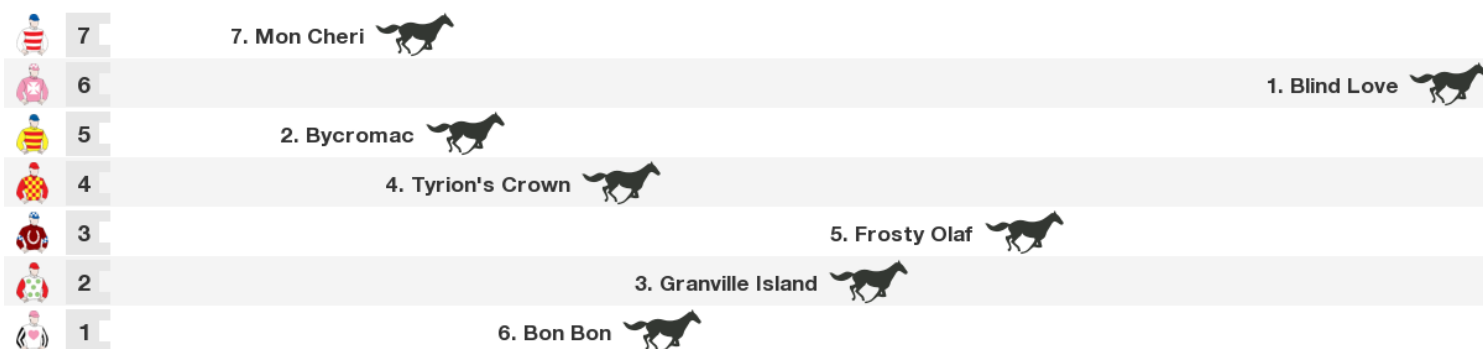 7 7. Mon Cheri
6 1. Blind Love
5 2. Bycromac
4 4. Tyrion's Crown
3 5. Frosty Olaf
2 3. Granville Island
1 6. Bon Bon